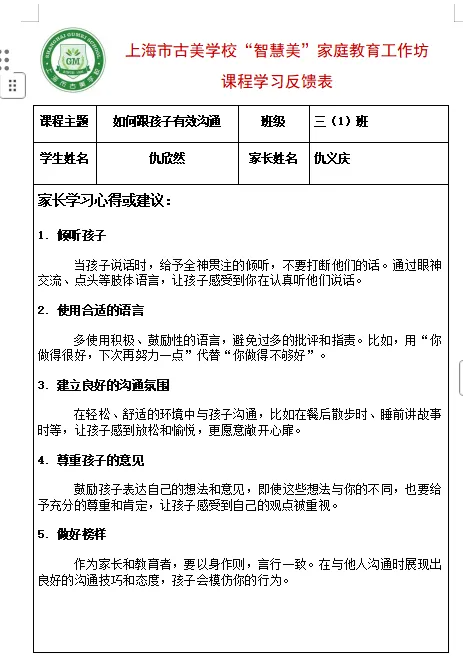 上海市古美学校“智慧美”家庭教育工作坊
课程学习反馈表
SHANGHAI GUMEI SCHOOL
GM
上海市古美学校
课程主题 如何跟孩子有效沟通 班级 三（1）班
学生姓名 仇欣然 家长姓名 仇义庆
家长学习心得或建议：
1. 倾听孩子
当孩子说话时，给予全神贯注的倾听，不要打断他们的话。通过眼神
交流、点头等肢体语言，让孩子感受到你在认真听他们说话。
2. 使用合适的语言
多使用积极、鼓励性的语言，避免过多的批评和指责。比如，用“你
做得很好，下次再努力一点”代替“你做得不够好”。
3. 建立良好的沟通氛围
在轻松、舒适的环境中与孩子沟通，比如在餐后散步时、睡前讲故事
时等，让孩子感到放松和愉悦，更愿意敞开心扉。
4. 尊重孩子的意见
鼓励孩子表达自己的想法和意见，即使这些想法与你的不同，也要给
予充分的尊重和肯定，让孩子感受到自己的观点被重视。
5. 做好榜样
作为家长和教育者，要以身作则，言行一致。在与他人沟通时展现出
良好的沟通技巧和态度，孩子会模仿你的行为。